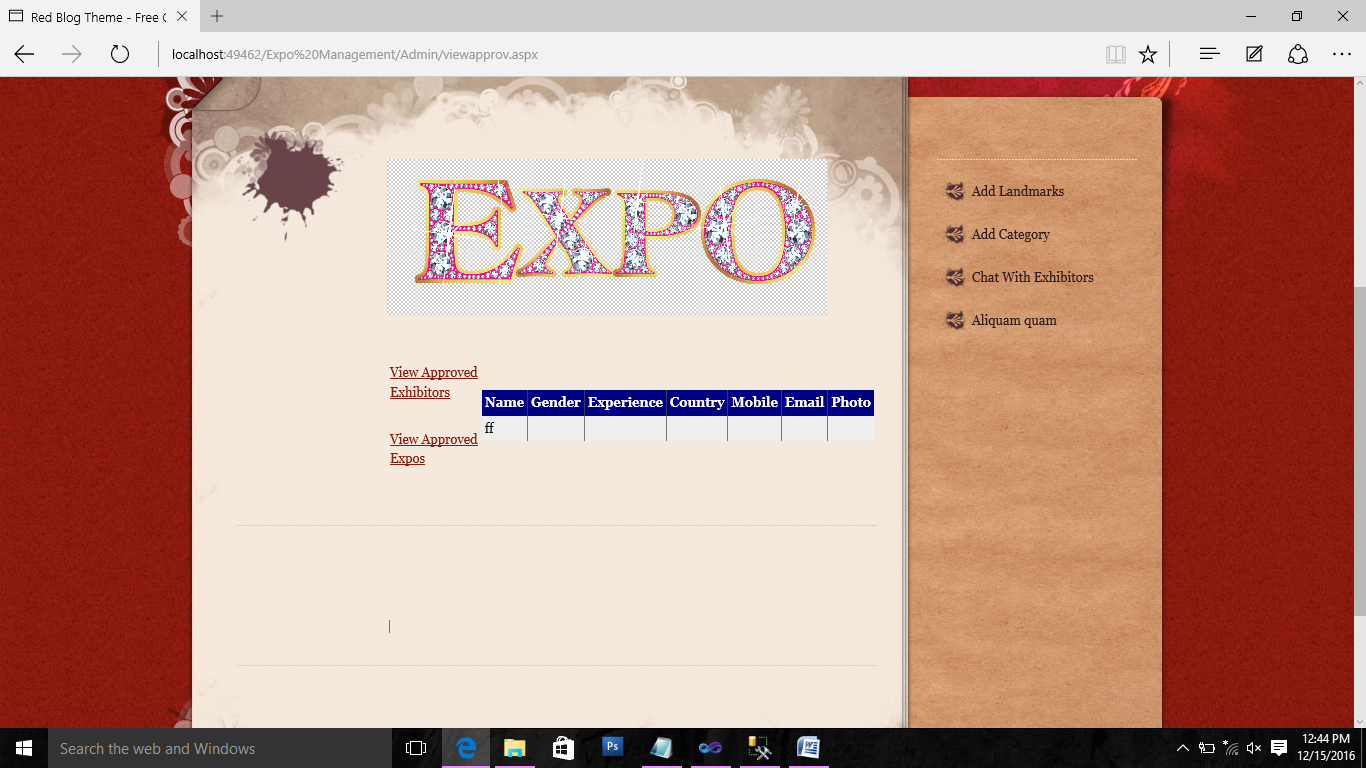 Red Blog Theme - Free C
localhost:49462/Expo%20Management/Admin/viewapprov.aspx
EXPO
Add Landmarks
Add Category
Chat With Exhibitors
Aliquam quam
View Approved
Exhibitors
View Approved
Expos
Name Gender Experience Country Mobile Email Photo
ff
Search the web and Windows
Ps
12:44 PM
12/15/2016